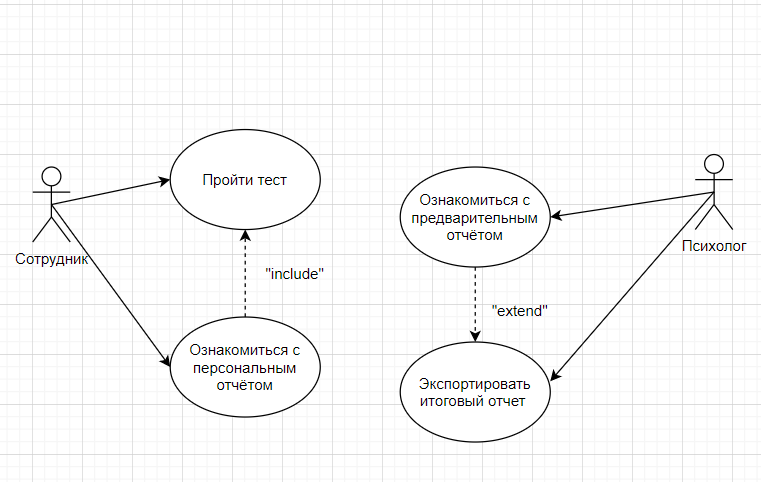 Пройти тест
Сотрудник
"include"
Ознакомиться с
персональным
отчётом
Ознакомиться с
предварительным
отчётом
Психолог
"extend"
Экспортировать
итоговый отчет